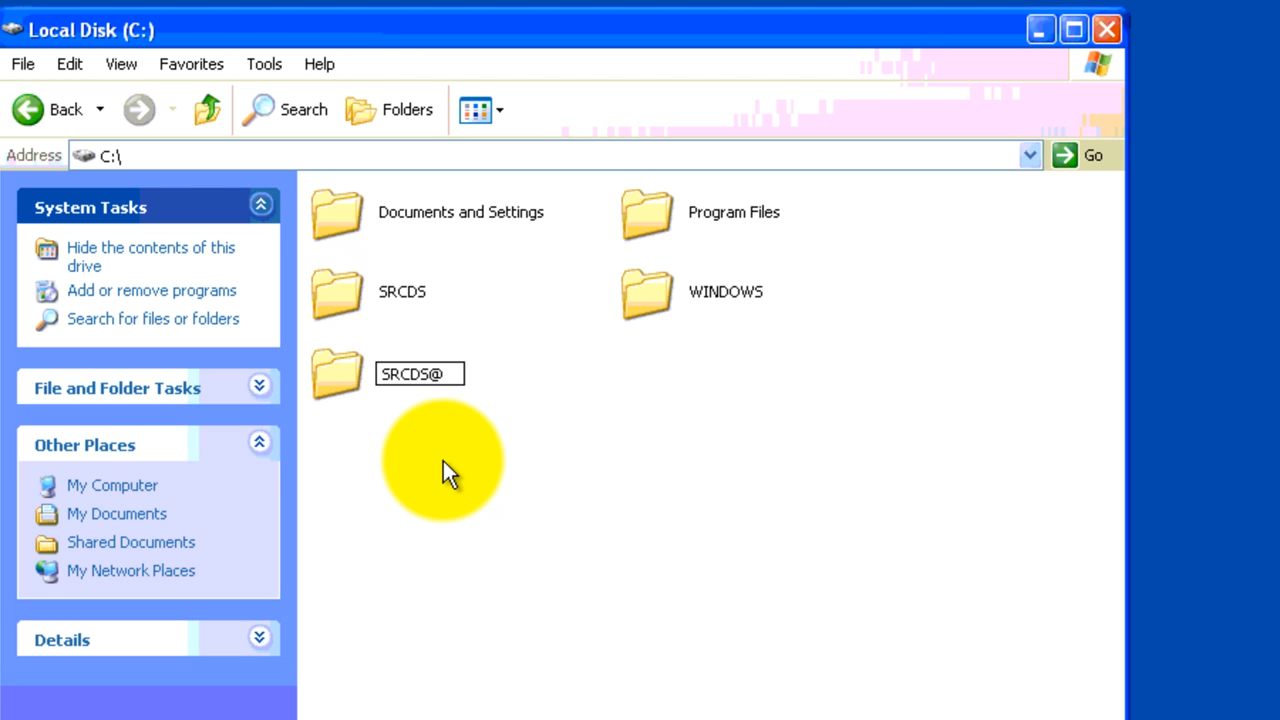 Local Disk (C:)
File Edit View Favorites Tools Help
Back Search Folders
Address C:\ Go
System Tasks
Hide the contents of this
drive
Add or remove programs
Search for files or folders
File and Folder Tasks
Other Places
My Computer
My Documents
Shared Documents
My Network Places
Details
Documents and Settings Program Files
SRCDS WINDOWS
SRCDS@